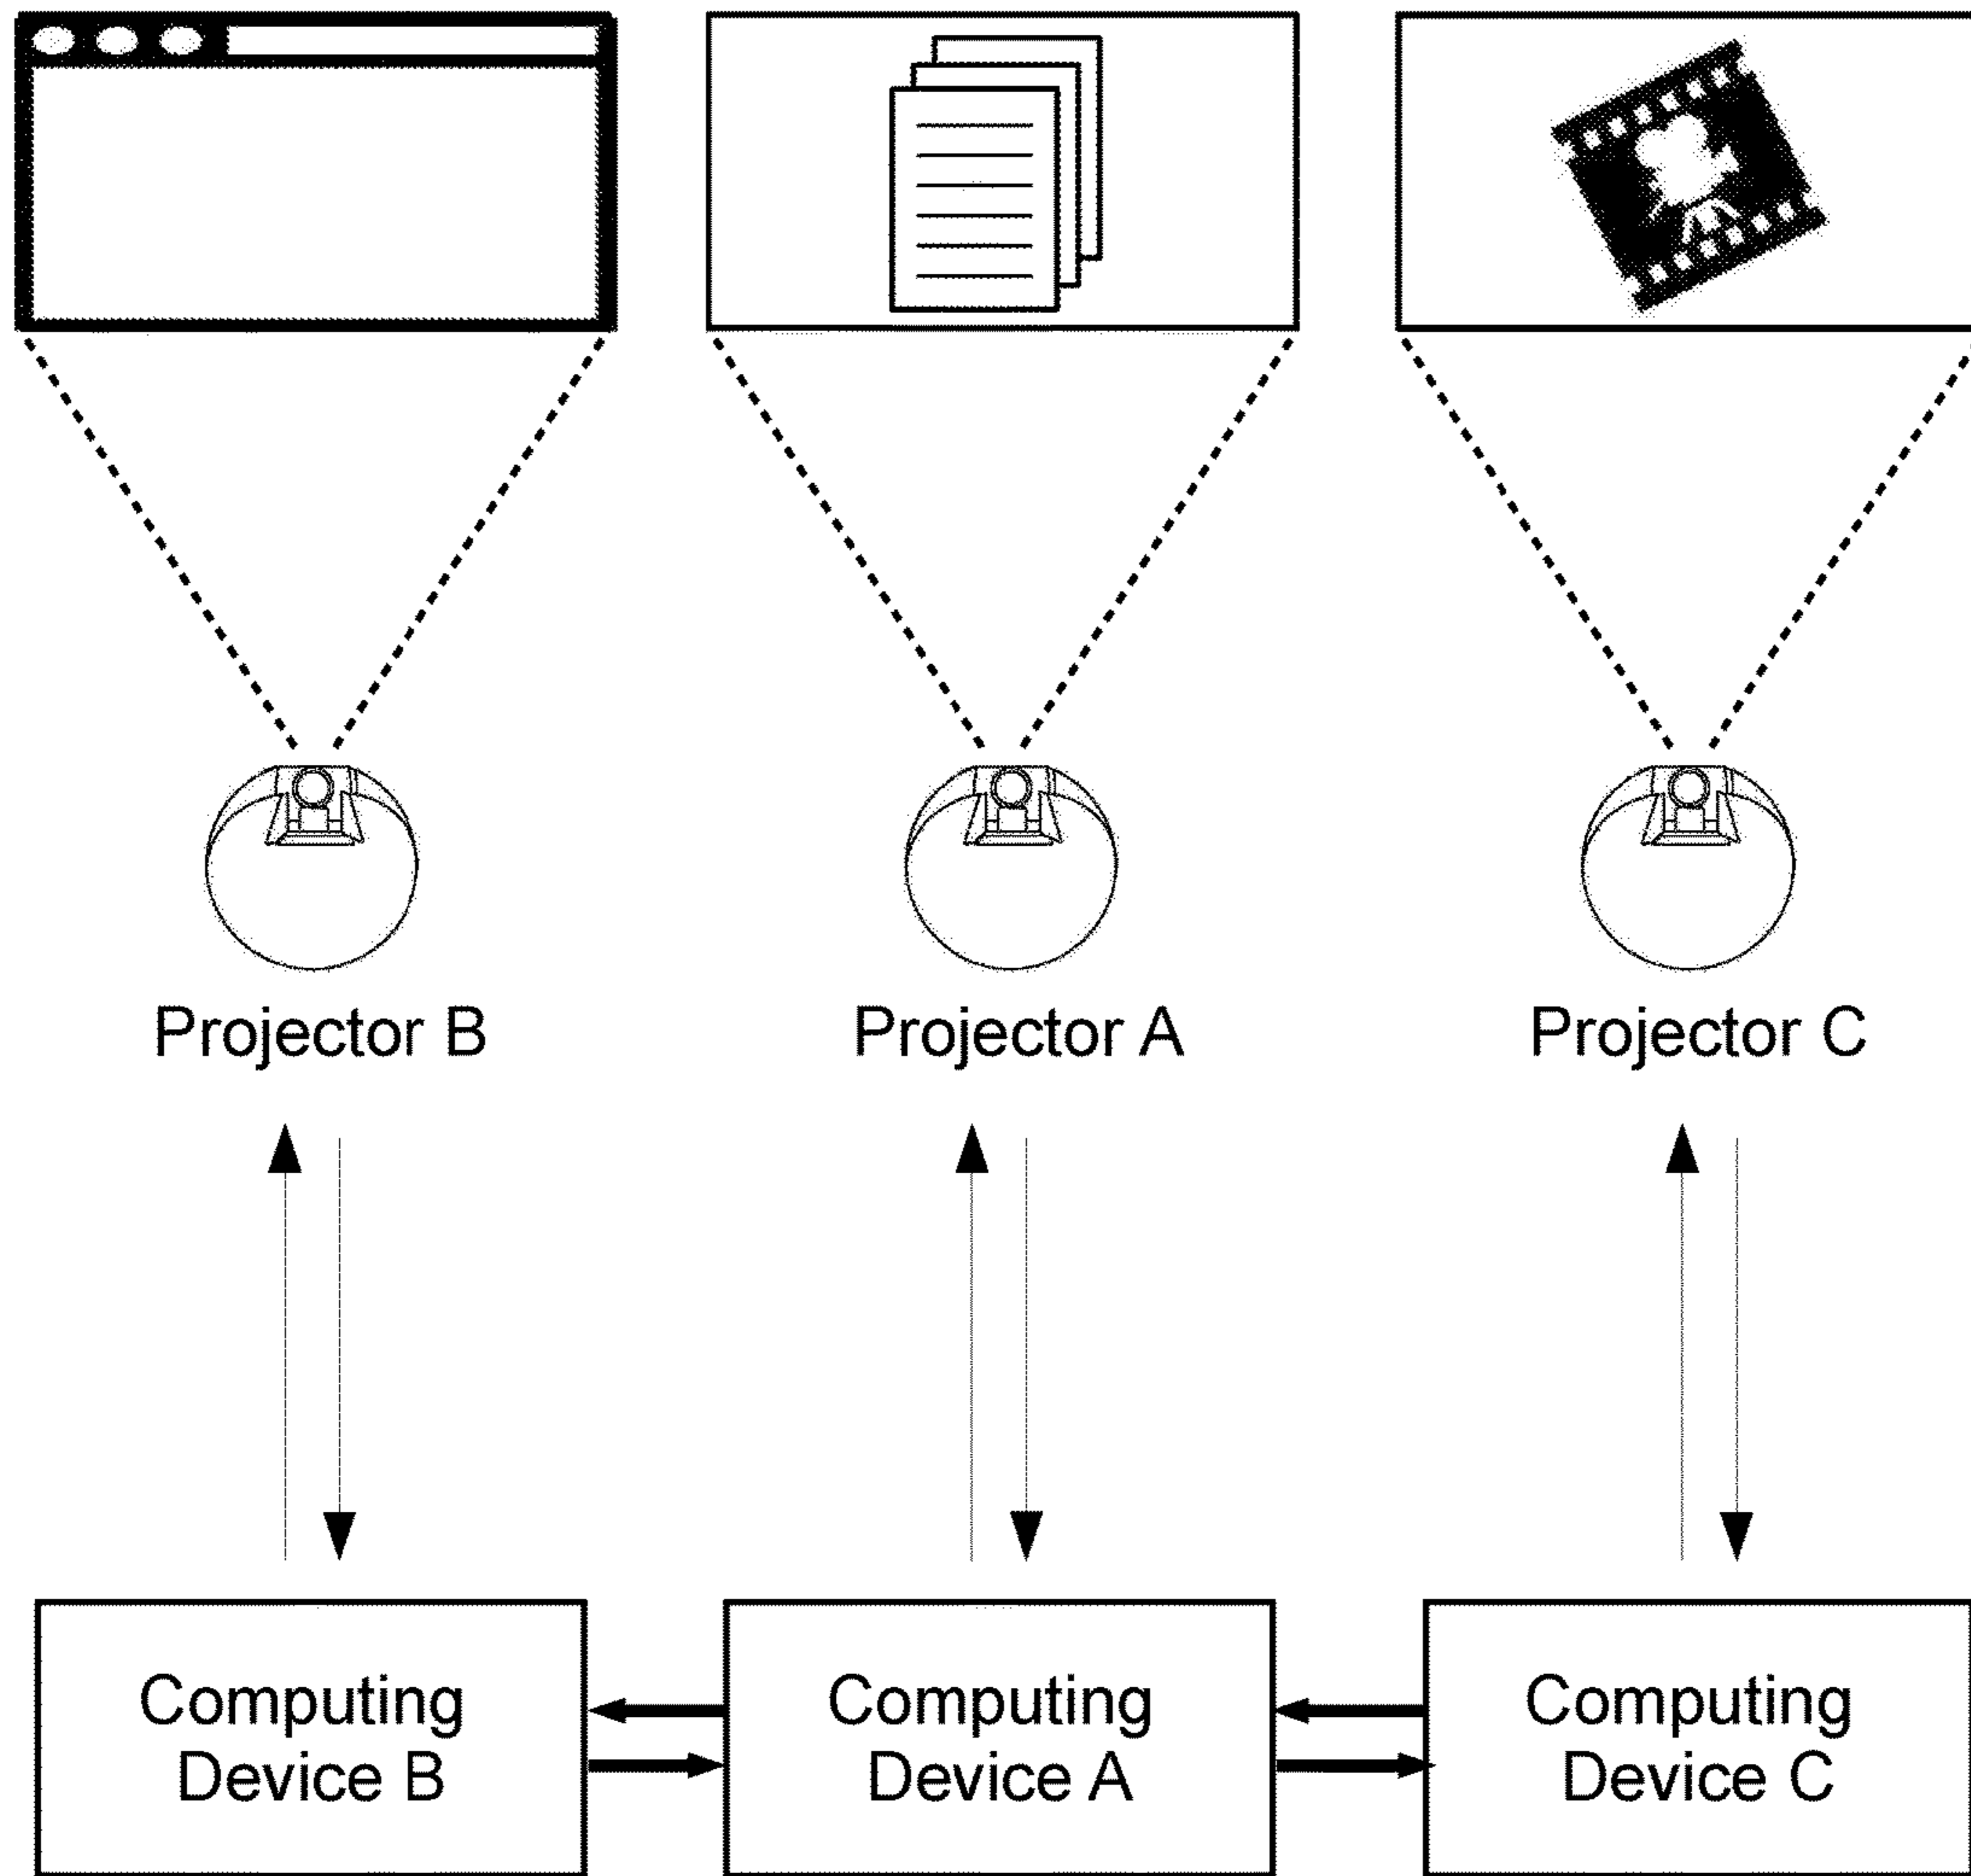 Projector B
Projector A
Projector C
Computing
Device B
Computing
Device A
Computing
Device C